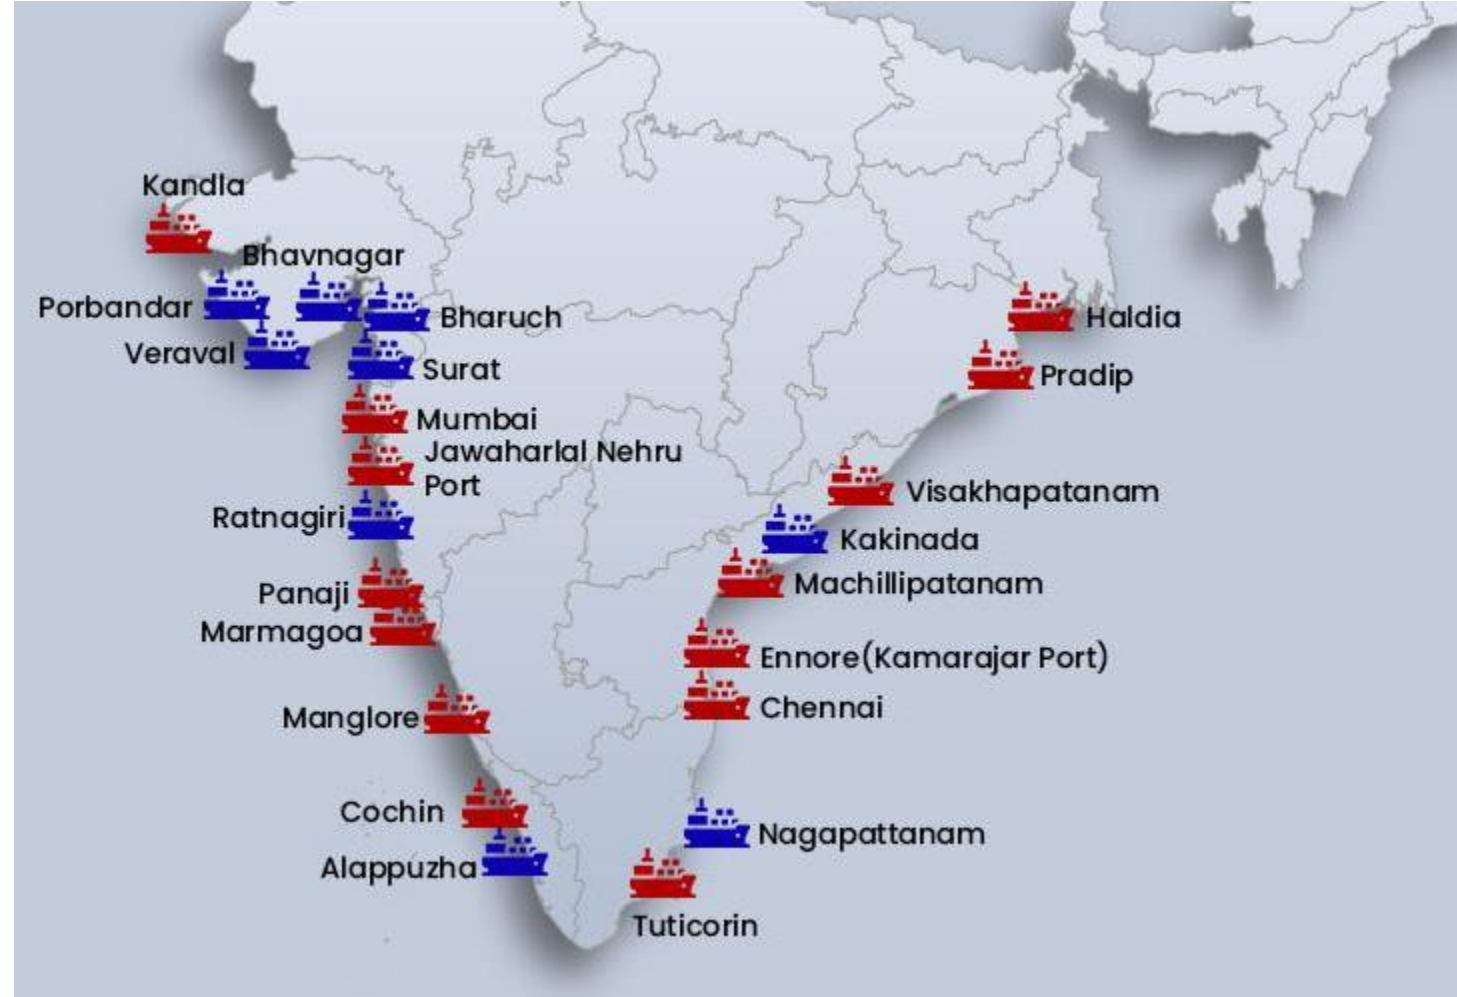 Kandla
Bhavnagar
Porbandar
Bharuch
Haldia
Veraval
Surat
Pradip
Mumbai
Jawaharlal Nehru
Port
Visakhapatanam
Ratnagiri
Kakinada
Machillipatanam
Panaji
Marmagoa
Ennore(Kamarajar Port)
Chennai
Manglore
Cochin
Nagapattanam
Alappuzha
Tuticorin